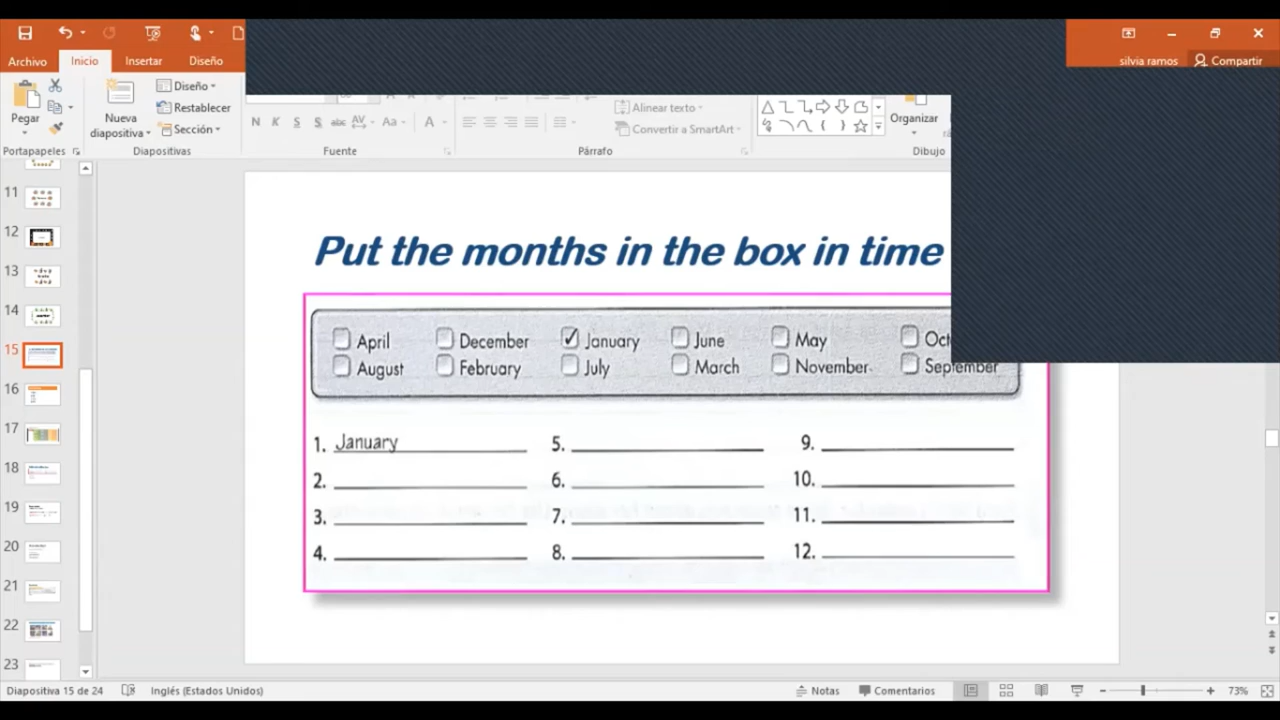 silvia ramos Compartir
Archivo Inicio Insertar Diseño
Pegar
Nueva diapositiva
Diseño
Restablecer
Sección
Alinear texto
Convertir a SmartArt
Organizar
N K S S abc AV Aa A
Portapapeles Diapositivas Fuente Párrafo Dibujo
11
12
13
14
15
16
17
18
19
20
21
22
23
Put the months in the box in time
April December January June May Oct
August February July March November September
1. January 5. 9.
2. 6. 10.
3. 7. 11.
4. 8. 12.
Diapositiva 15 de 24 Inglés (Estados Unidos) Notas Comentarios 73%